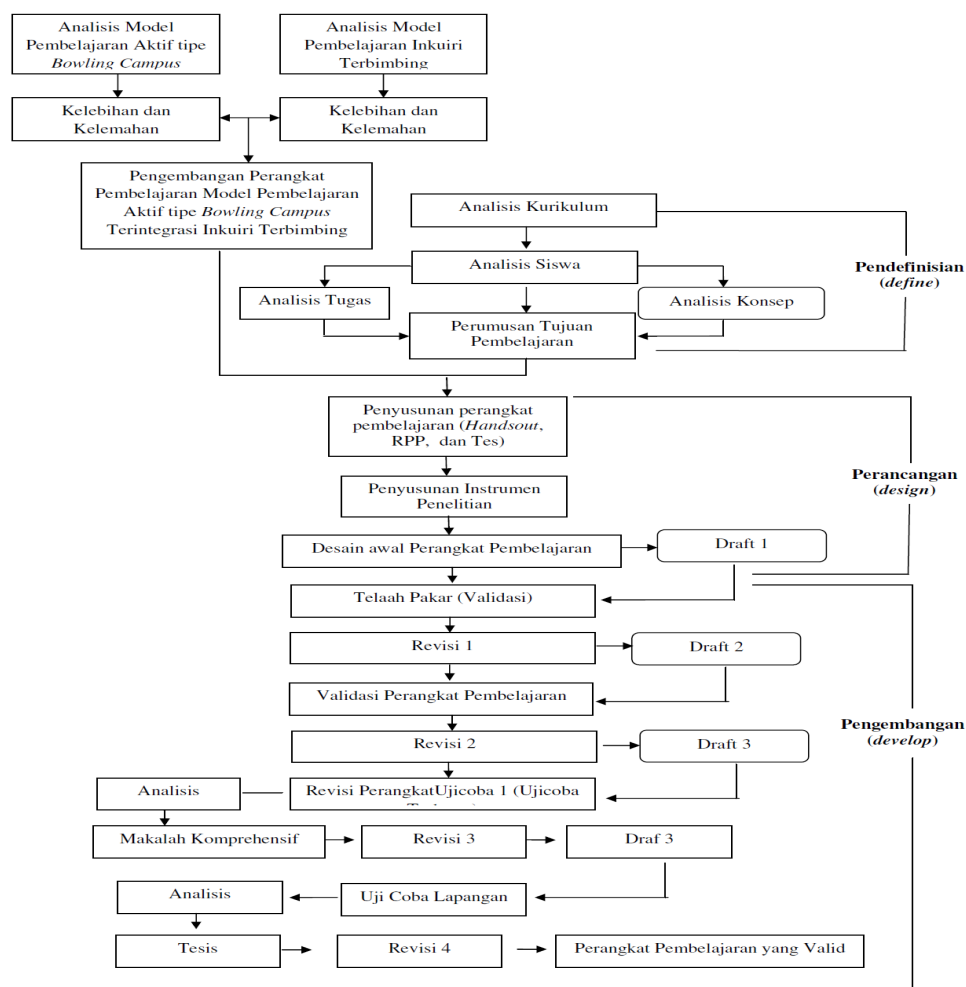 Analisis Model
Pembelajaran Aktif tipe
Bowling Campus
Analisis Model
Pembelajaran Inkuiri
Terbimbing
Kelebihan dan
Kelemahan
Kelebihan dan
Kelemahan
Pengembangan Perangkat
Pembelajaran Model Pembelajaran
Aktif tipe Bowling Campus
Terintegrasi Inkuiri Terbimbing
Analisis Kurikulum
Analisis Siswa
Analisis Tugas
Analisis Konsep
Perumusan Tujuan
Pembelajaran
Pendefinisian
(define)
Penyusunan perangkat
pembelajaran (Handsout,
RPP, dan Tes)
Penyusunan Instrumen
Penelitian
Perancangan
(design)
Desain awal Perangkat Pembelajaran
Draft 1
Telaah Pakar (Validasi)
Revisi 1
Draft 2
Validasi Perangkat Pembelajaran
Revisi 2
Draft 3
Pengembangan
(develop)
Revisi PerangkatUjicoba 1 (Ujicoba
Analisis
Makalah Komprehensif
Revisi 3
Draf 3
Uji Coba Lapangan
Analisis
Tesis
Revisi 4
Perangkat Pembelajaran yang Valid